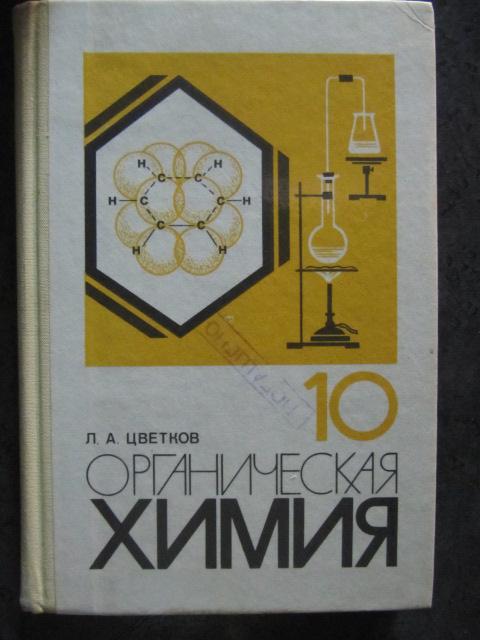 H H
C C
H C C H
C C
H H
10
Л. А. ЦВЕТКОВ
ОРГАНИЧЕСКАЯ
ХИМИЯ